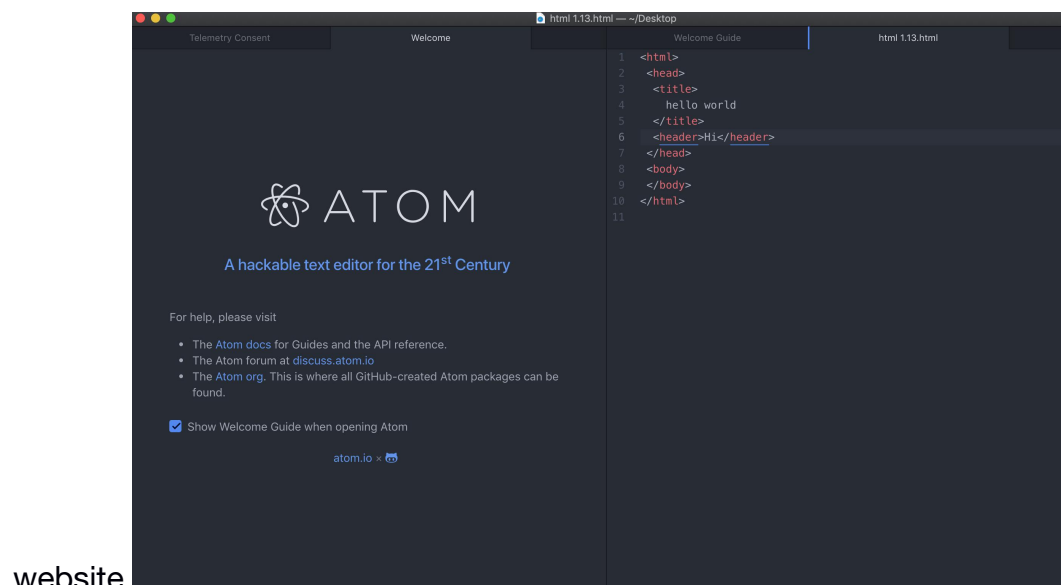 html 1.13.html — ~/Desktop
Telemetry Consent
Welcome
Welcome Guide
html 1.13.html
ATOM
A hackable text editor for the 21st Century
For help, please visit
• The Atom docs for Guides and the API reference.
• The Atom forum at discuss.atom.io
• The Atom org. This is where all GitHub-created Atom packages can be
found.
Show Welcome Guide when opening Atom
atom.io ×
1 <html>
2 <head>
3 <title>
4 hello world
5 </title>
6 <header>Hi</header>
7 </head>
8 <body>
9 </body>
10 </html>
11
website